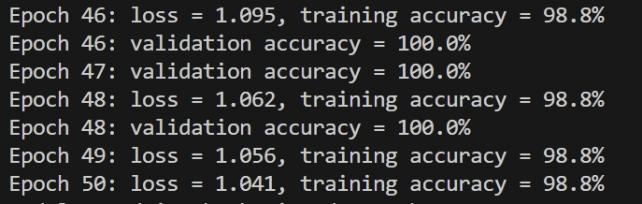 Epoch 46: loss = 1.095, training accuracy = 98.8%
Epoch 46: validation accuracy = 100.0%
Epoch 47: validation accuracy = 100.0%
Epoch 48: loss = 1.062, training accuracy = 98.8%
Epoch 48: validation accuracy = 100.0%
Epoch 49: loss = 1.056, training accuracy = 98.8%
Epoch 50: loss = 1.041, training accuracy = 98.8%